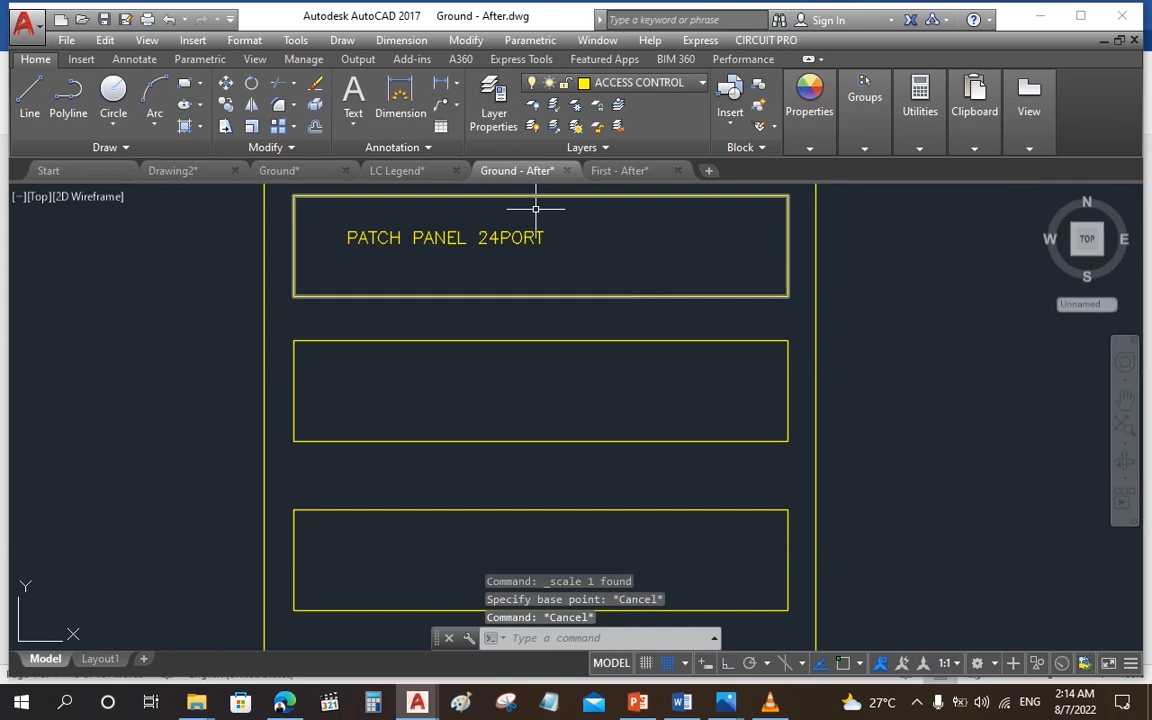 Autodesk AutoCAD 2017 Ground - After.dwg
Type a keyword or phrase
Sign In
File Edit View Insert Format Tools Draw Dimension Modify Parametric Window Help Express CIRCUIT PRO
Home Insert Annotate Parametric View Manage Output Add-ins A360 Express Tools Featured Apps BIM 360 Performance
ACCESS CONTROL
Line Polyline Circle Arc Text Dimension Layer Properties Insert Properties Groups Utilities Clipboard View
Draw Modify Annotation Layers Block
Start Drawing2* Ground* LC Legend* Ground - After* First - After*
[−][Top][2D Wireframe]
N
W TOP E
S
Unnamed
PATCH PANEL 24PORT
Command: _scale 1 found
Specify base point: *Cancel*
Command: *Cancel*
Type a command
Y
X
Model Layout1
MODEL 1:1
27°C ENG 2:14 AM
8/7/2022